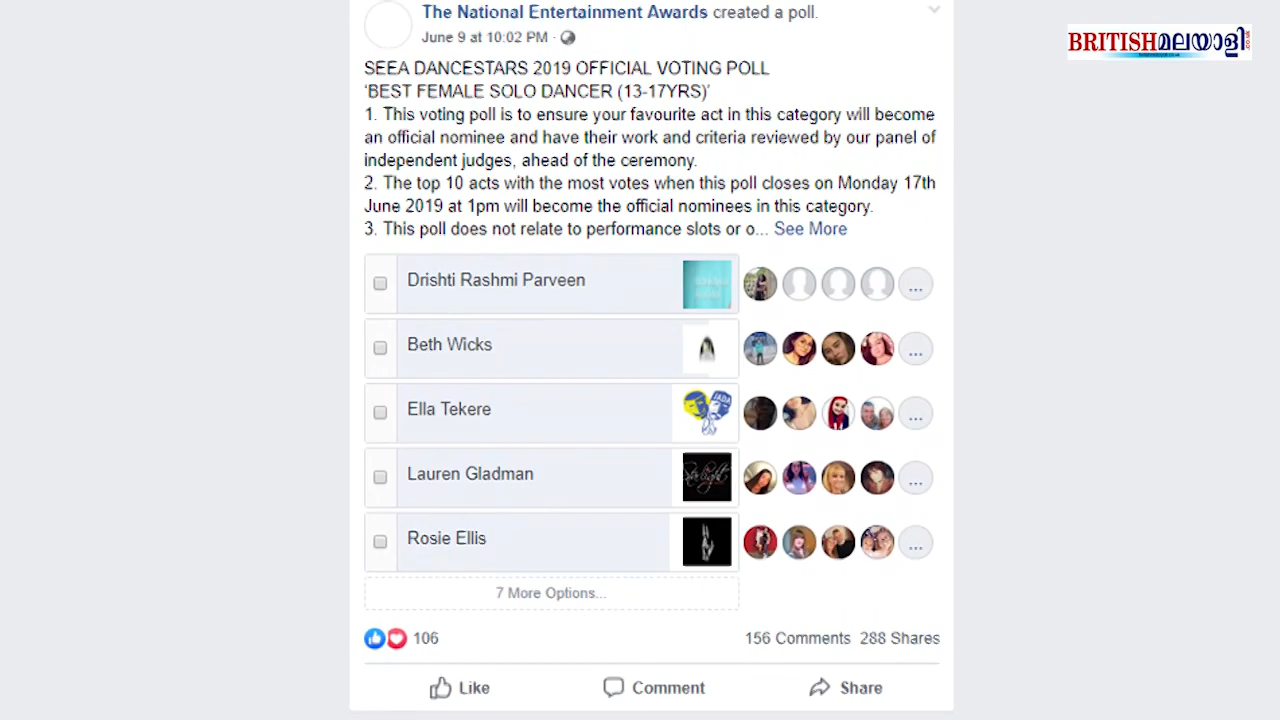 The National Entertainment Awards created a poll.
June 9 at 10:02 PM ·
BRITISHമലയാളി
SEEA DANCESTARS 2019 OFFICIAL VOTING POLL
‘BEST FEMALE SOLO DANCER (13-17YRS)’
1. This voting poll is to ensure your favourite act in this category will become
an official nominee and have their work and criteria reviewed by our panel of
independent judges, ahead of the ceremony.
2. The top 10 acts with the most votes when this poll closes on Monday 17th
June 2019 at 1pm will become the official nominees in this category.
3. This poll does not relate to performance slots or o... See More
Drishti Rashmi Parveen
...
Beth Wicks
...
Ella Tekere
...
Lauren Gladman
...
Rosie Ellis
...
7 More Options...
106 156 Comments 288 Shares
Like Comment Share